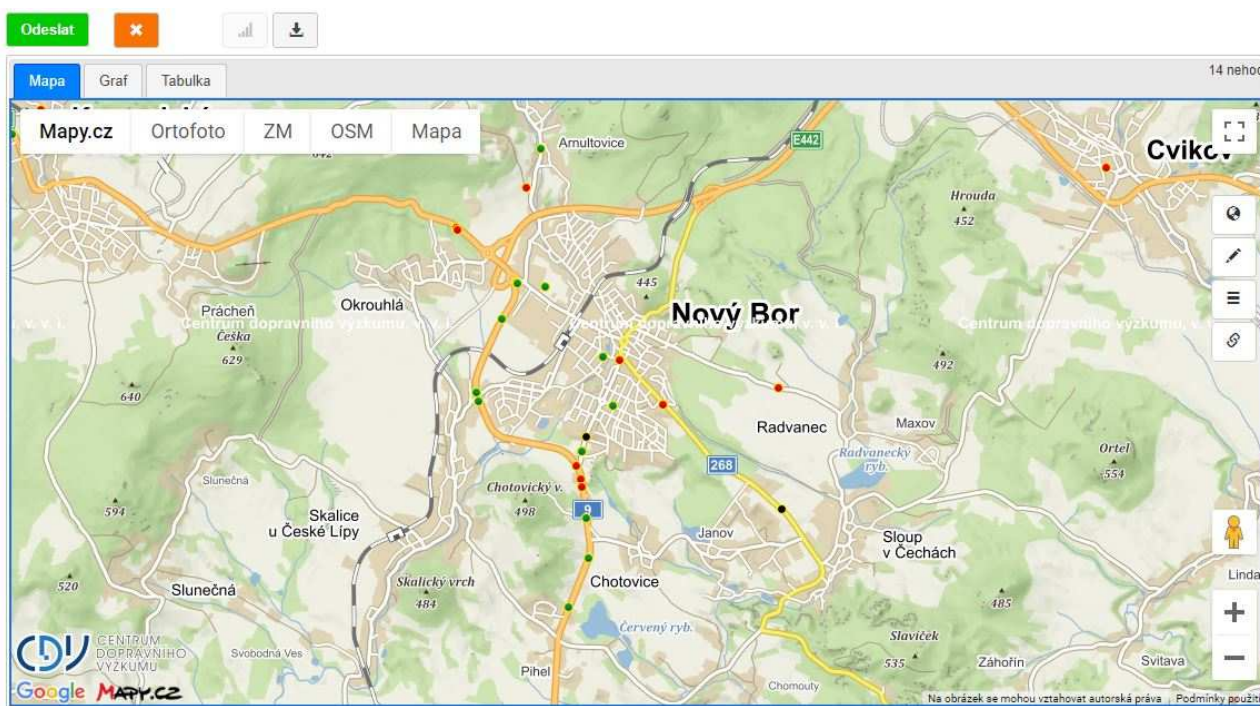 Odeslat
Mapa Graf Tabulka
14 nehod
Mapy.cz Ortofoto ZM OSM Mapa
Arnultovice
E442
Cvikov
Hrouda
452
445
Prácheň
Okrouhlá
Nový Bor
v. v. i.
Centrum dopravního výzkumu, v. v. i.
Centrum dopravního výzkumu, v. v. i.
Centrum dopravního výzkumu, v. v. i.
Češka
629
492
640
Radvanec
Maxov
Ortel
554
268
Radvanecký
ryb.
Slunečná
Chotovický v.
498
9
594
Skalice
u České Lípy
Janov
Sloup
v Čechách
520
Slunečná
Skalický vrch
484
Chotovice
Linda
485
Červený ryb.
Slavíček
535
CDV CENTRUM
DOPRAVNÍHO
VÝZKUMU
Svobodná Ves
Pihel
Záhořín
Svitava
Chomouty
Google MAPY.CZ
Na obrázek se mohou vztahovat autorská práva Podmínky použití